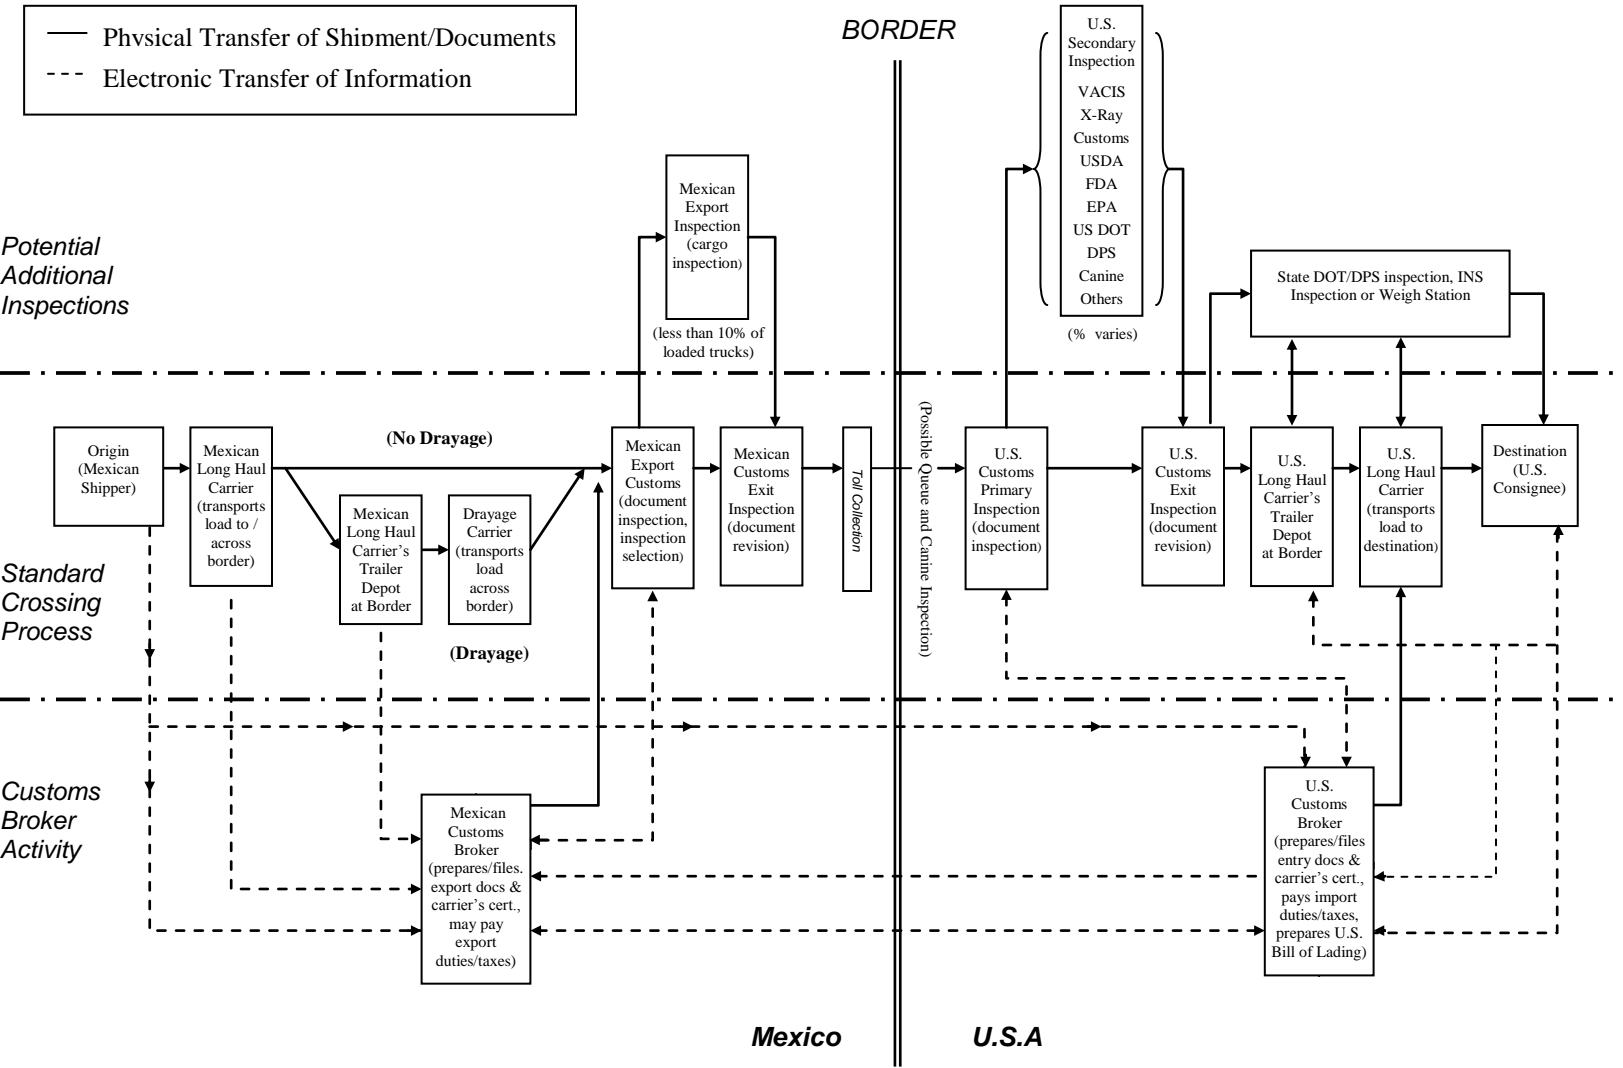 Physical Transfer of Shipment/Documents
Electronic Transfer of Information
BORDER
U.S.
Secondary
Inspection
VACIS
X-Ray
Customs
USDA
FDA
EPA
US DOT
DPS
Canine
Others
(% varies)
Mexican
Export
Inspection
(cargo
inspection)
(less than 10% of
loaded trucks)
Potential
Additional
Inspections
State DOT/DPS inspection, INS
Inspection or Weigh Station
Origin
(Mexican
Shipper)
Mexican
Long Haul
Carrier
(transports
load to /
across
border)
(No Drayage)
Mexican
Long Haul
Carrier's
Trailer
Depot
at Border
Drayage
Carrier
(transports
load
across
border)
(Drayage)
Mexican
Export
Customs
(document
inspection,
inspection
selection)
Mexican
Customs
Exit
Inspection
(document
revision)
Toll Collection
(Possible Queue and Canine Inspection)
U.S.
Customs
Primary
Inspection
(document
inspection)
U.S.
Customs
Exit
Inspection
(document
revision)
U.S.
Long Haul
Carrier's
Trailer
Depot
at Border
U.S.
Long Haul
Carrier
(transports
load to
destination)
Destination
(U.S.
Consignee)
Standard
Crossing
Process
Customs
Broker
Activity
Mexican
Customs
Broker
(prepares/files.
export docs &
carrier's cert.,
may pay
export
duties/taxes)
U.S.
Customs
Broker
(prepares/files
entry docs &
carrier's cert.,
pays import
duties/taxes,
prepares U.S.
Bill of Lading)
Mexico
U.S.A